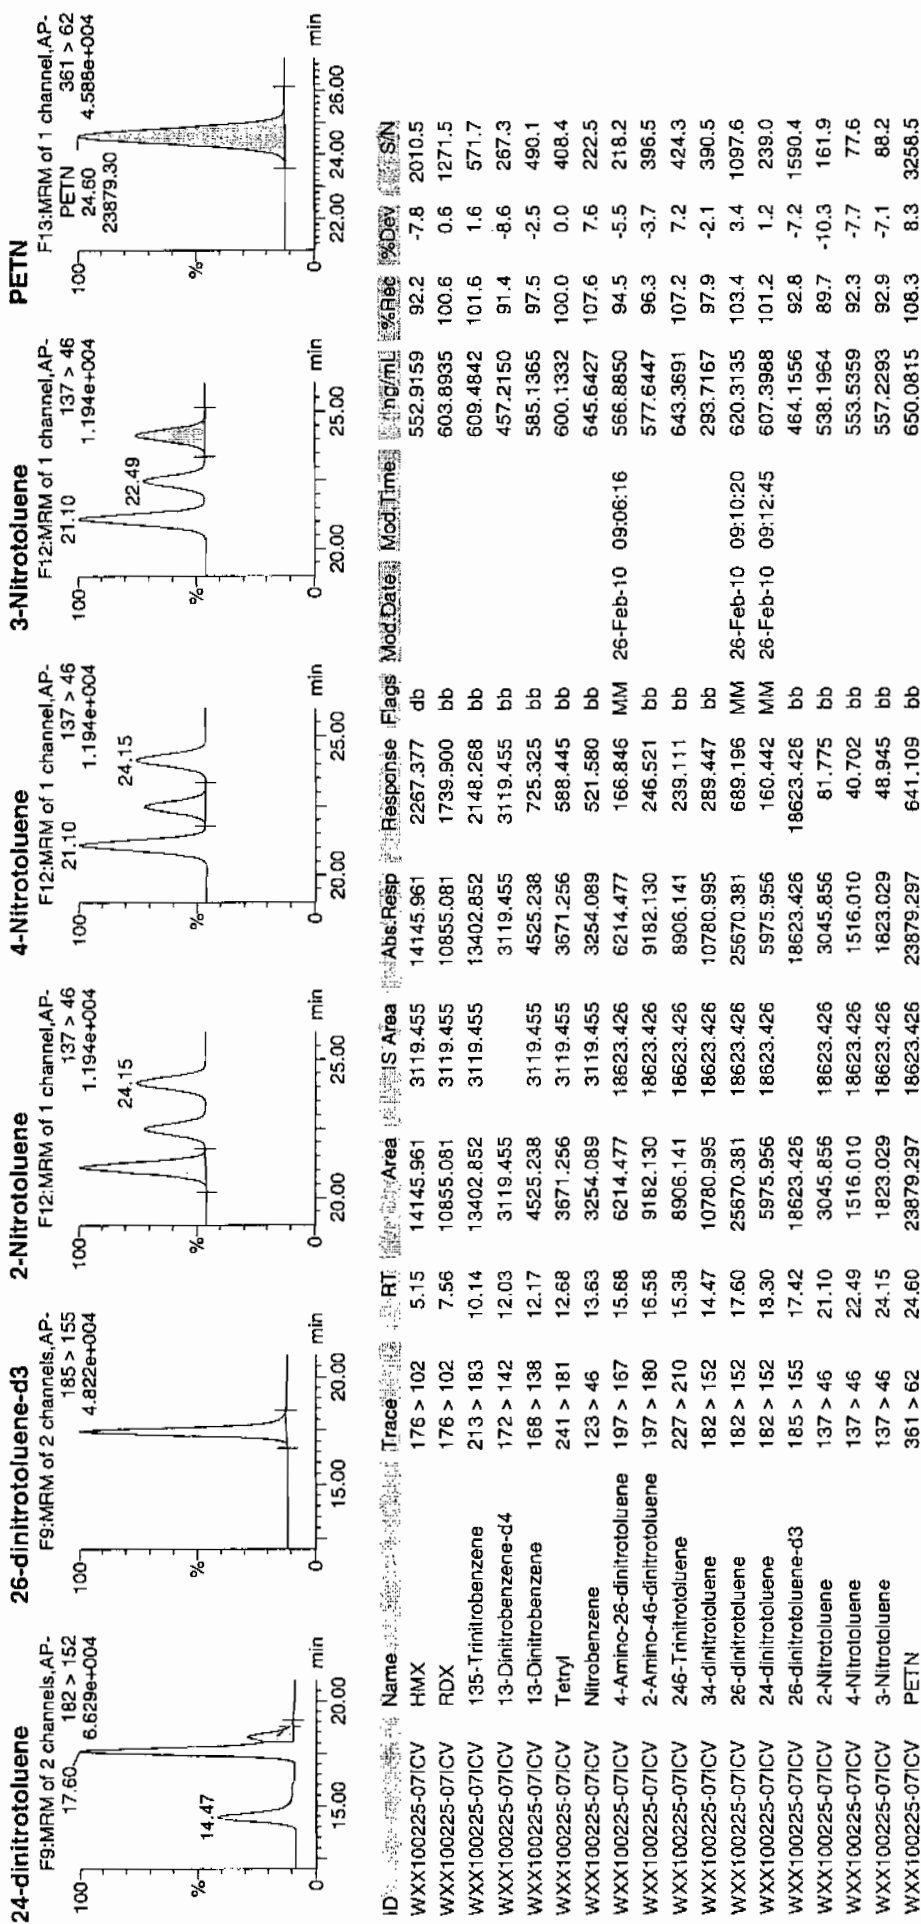 24-dinitrotoluene
F9:MRM of 2 channels,AP-
182 > 152
6.629e+004
100
17.60
14.47
%
0
15.00
20.00
min
26-dinitrotoluene-d3
F9:MRM of 2 channels,AP-
185 > 155
4.822e+004
100
%
0
15.00
20.00
min
2-Nitrotoluene
F12:MRM of 1 channel,AP-
137 > 46
1.194e+004
100
24.15
%
0
20.00
25.00
min
4-Nitrotoluene
F12:MRM of 1 channel,AP-
21.10
137 > 46
1.194e+004
100
24.15
%
0
20.00
25.00
min
3-Nitrotoluene
F12:MRM of 1 channel,AP-
21.10
137 > 46
1.194e+004
100
22.49
%
0
20.00
25.00
min
PETN
F13:MRM of 1 channel,AP-
PETN
24.60
23879.30
361 > 62
4.588e+004
100
%
0
22.00
24.00
26.00
min
ID Name Trace RT Area IS Area Abs.Resp Response Flags Mod.Date Mod.Time ng/mL %Rec %Dev S/N
WXX100225-07ICV HMX 176 > 102 5.15 14145.961 3119.455 14145.961 2267.377 db 552.9159 92.2 -7.8 2010.5
WXX100225-07ICV RDX 176 > 102 7.56 10855.081 3119.455 10855.081 1739.900 bb 603.8935 100.6 0.6 1271.5
WXX100225-07ICV 135-Trinitrobenzene 213 > 183 10.14 13402.852 3119.455 13402.852 2148.268 bb 609.4842 101.6 1.6 571.7
WXX100225-07ICV 13-Dinitrobenzene-d4 172 > 142 12.03 3119.455 3119.455 3119.455 bb 457.2150 91.4 -8.6 267.3
WXX100225-07ICV 13-Dinitrobenzene 168 > 138 12.17 4525.238 3119.455 4525.238 725.325 bb 585.1365 97.5 -2.5 490.1
WXX100225-07ICV Tetryl 241 > 181 12.68 3671.256 3119.455 3671.256 588.445 bb 600.1332 100.0 0.0 408.4
WXX100225-07ICV Nitrobenzene 123 > 46 13.63 3254.089 3119.455 3254.089 521.580 bb 645.6427 107.6 7.6 222.5
WXX100225-07ICV 4-Amino-26-dinitrotoluene 197 > 167 15.68 6214.477 18623.426 6214.477 166.846 MM 26-Feb-10 09:06:16 566.8850 94.5 -5.5 218.2
WXX100225-07ICV 2-Amino-46-dinitrotoluene 197 > 180 16.58 9182.130 18623.426 9182.130 246.521 bb 577.6447 96.3 -3.7 396.5
WXX100225-07ICV 246-Trinitrotoluene 227 > 210 15.38 8906.141 18623.426 8906.141 239.111 bb 643.3691 107.2 7.2 424.3
WXX100225-07ICV 34-dinitrotoluene 182 > 152 14.47 10780.995 18623.426 10780.995 289.447 bb 293.7167 97.9 -2.1 390.5
WXX100225-07ICV 26-dinitrotoluene 182 > 152 17.60 25670.381 18623.426 25670.381 689.196 MM 26-Feb-10 09:10:20 620.3135 103.4 3.4 1097.6
WXX100225-07ICV 24-dinitrotoluene 182 > 152 18.30 5975.956 18623.426 5975.956 160.442 MM 26-Feb-10 09:12:45 607.3988 101.2 1.2 239.0
WXX100225-07ICV 26-dinitrotoluene-d3 185 > 155 17.42 18623.426 18623.426 18623.426 bb 464.1556 92.8 -7.2 1590.4
WXX100225-07ICV 2-Nitrotoluene 137 > 46 21.10 3045.856 18623.426 3045.856 81.775 bb 538.1964 89.7 -10.3 161.9
WXX100225-07ICV 4-Nitrotoluene 137 > 46 22.49 1516.010 18623.426 1516.010 40.702 bb 553.5359 92.3 -7.7 77.6
WXX100225-07ICV 3-Nitrotoluene 137 > 46 24.15 1823.029 18623.426 1823.029 48.945 bb 557.2293 92.9 -7.1 88.2
WXX100225-07ICV PETN 361 > 62 24.60 23879.297 18623.426 23879.297 641.109 bb 650.0815 108.3 8.3 3258.5